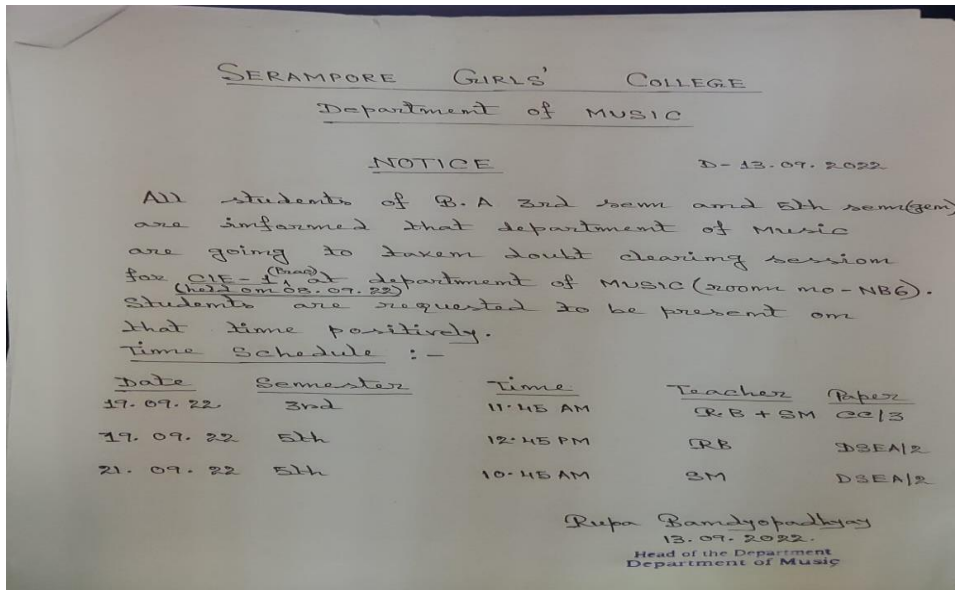 SERAMPORE GIRLS' COLLEGE
Department of MUSIC
NOTICE D- 13.09.2022
All students of B.A 3rd sem and 5th sem(gen)
are informed that department of Music
are going to taken doubt clearing session
for CIE-1 (Prac) at department of MUSIC (room no - NB6).
(held on 08.09.22)
Students are requested to be present on
that time positively.
Time Schedule :-
Date Semester Time Teacher Paper
19.09.22 3rd 11.45 AM R.B + SM CC/3
19.09.22 5th 12.45 PM RB DSEA/2
21.09.22 5th 10.45 AM SM DSEA/2
Rupa Bandyopadhyay
13.09.2022.
Head of the Department
Department of Music